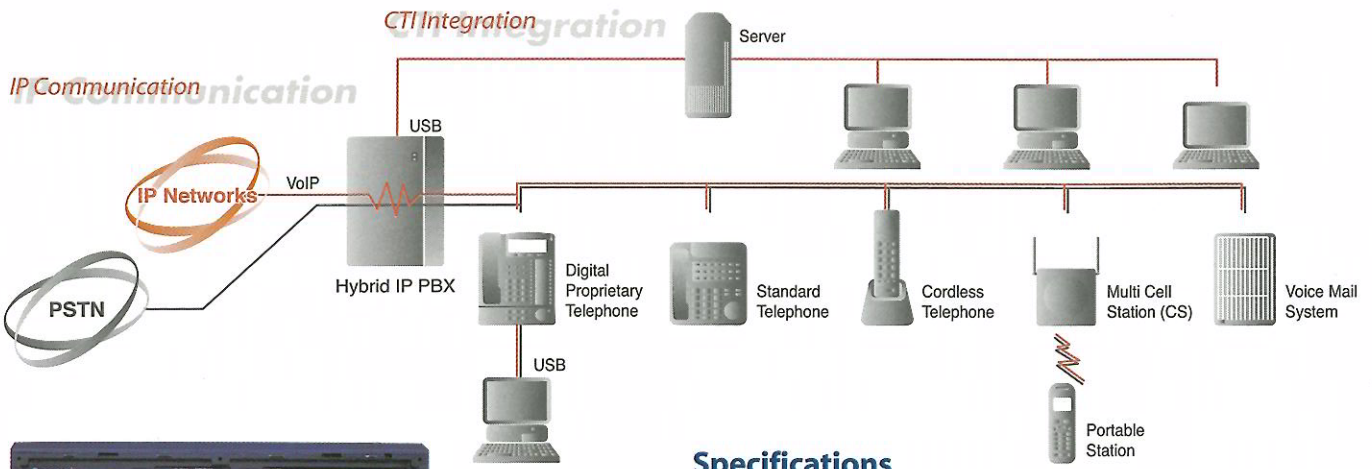 CTI Integration
IP Communication
Server
USB
IP Networks
VoIP
PSTN
Hybrid IP PBX
Digital
Proprietary
Telephone
Standard
Telephone
Cordless
Telephone
Multi Cell
Station (CS)
Voice Mail
System
USB
Portable
Station
Specifications